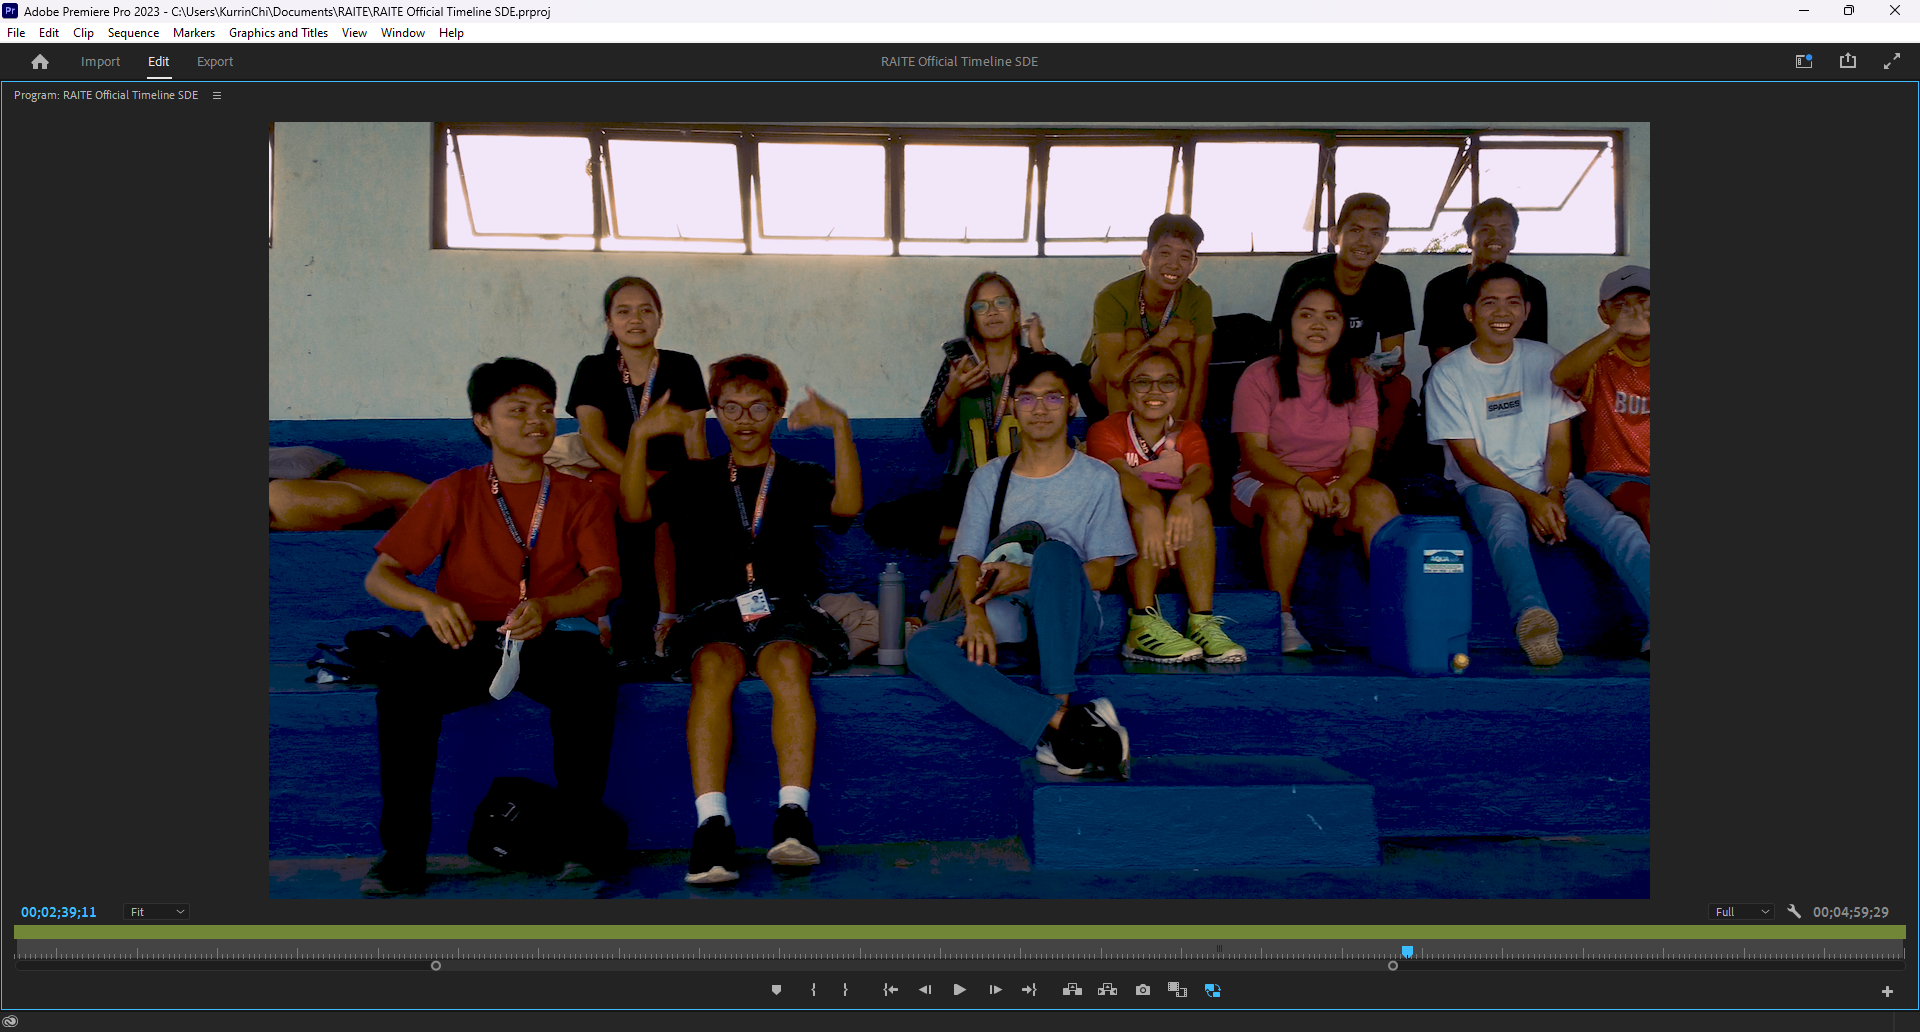 Adobe Premiere Pro 2023 - C:\Users\KurrinChi\Documents\RAITE\RAITE Official Timeline SDE.prproj
File Edit Clip Sequence Markers Graphics and Titles View Window Help
Import Edit Export
RAITE Official Timeline SDE
Program: RAITE Official Timeline SDE
SPADES
BUL
AQUA
00;02;39;11
Fit
Full
00;04;59;29